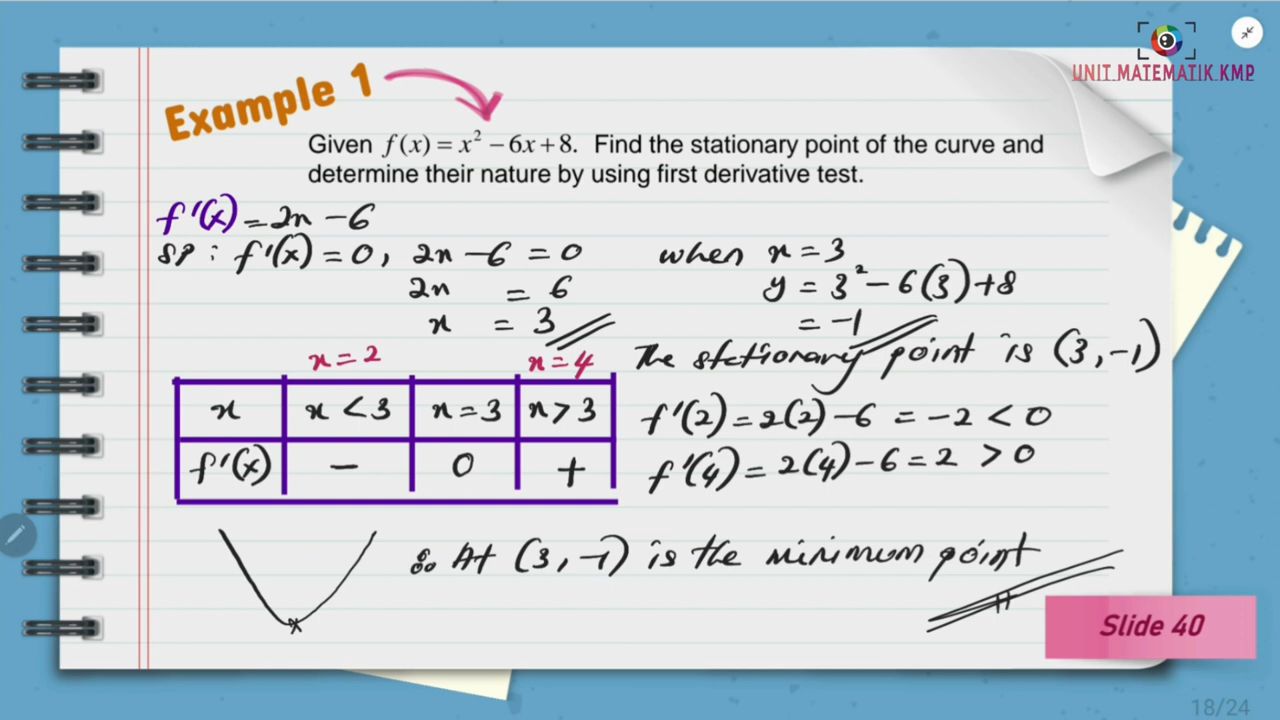 UNIT.MATEMATIK.KMP
Example 1
Given f(x) = x² − 6x + 8. Find the stationary point of the curve and
determine their nature by using first derivative test.
f'(x) = 2x − 6
SP : f'(x) = 0, 2x − 6 = 0
2x = 6
x = 3
when x = 3
y = 3² − 6(3) + 8
= −1
The stationary point is (3, −1)
x = 2 x = 4
x x < 3 x = 3 x > 3
f'(x) − 0 +
f'(2) = 2(2) − 6 = −2 < 0
f'(4) = 2(4) − 6 = 2 > 0
∴ At (3, −1) is the minimum point
Slide 40
18/24